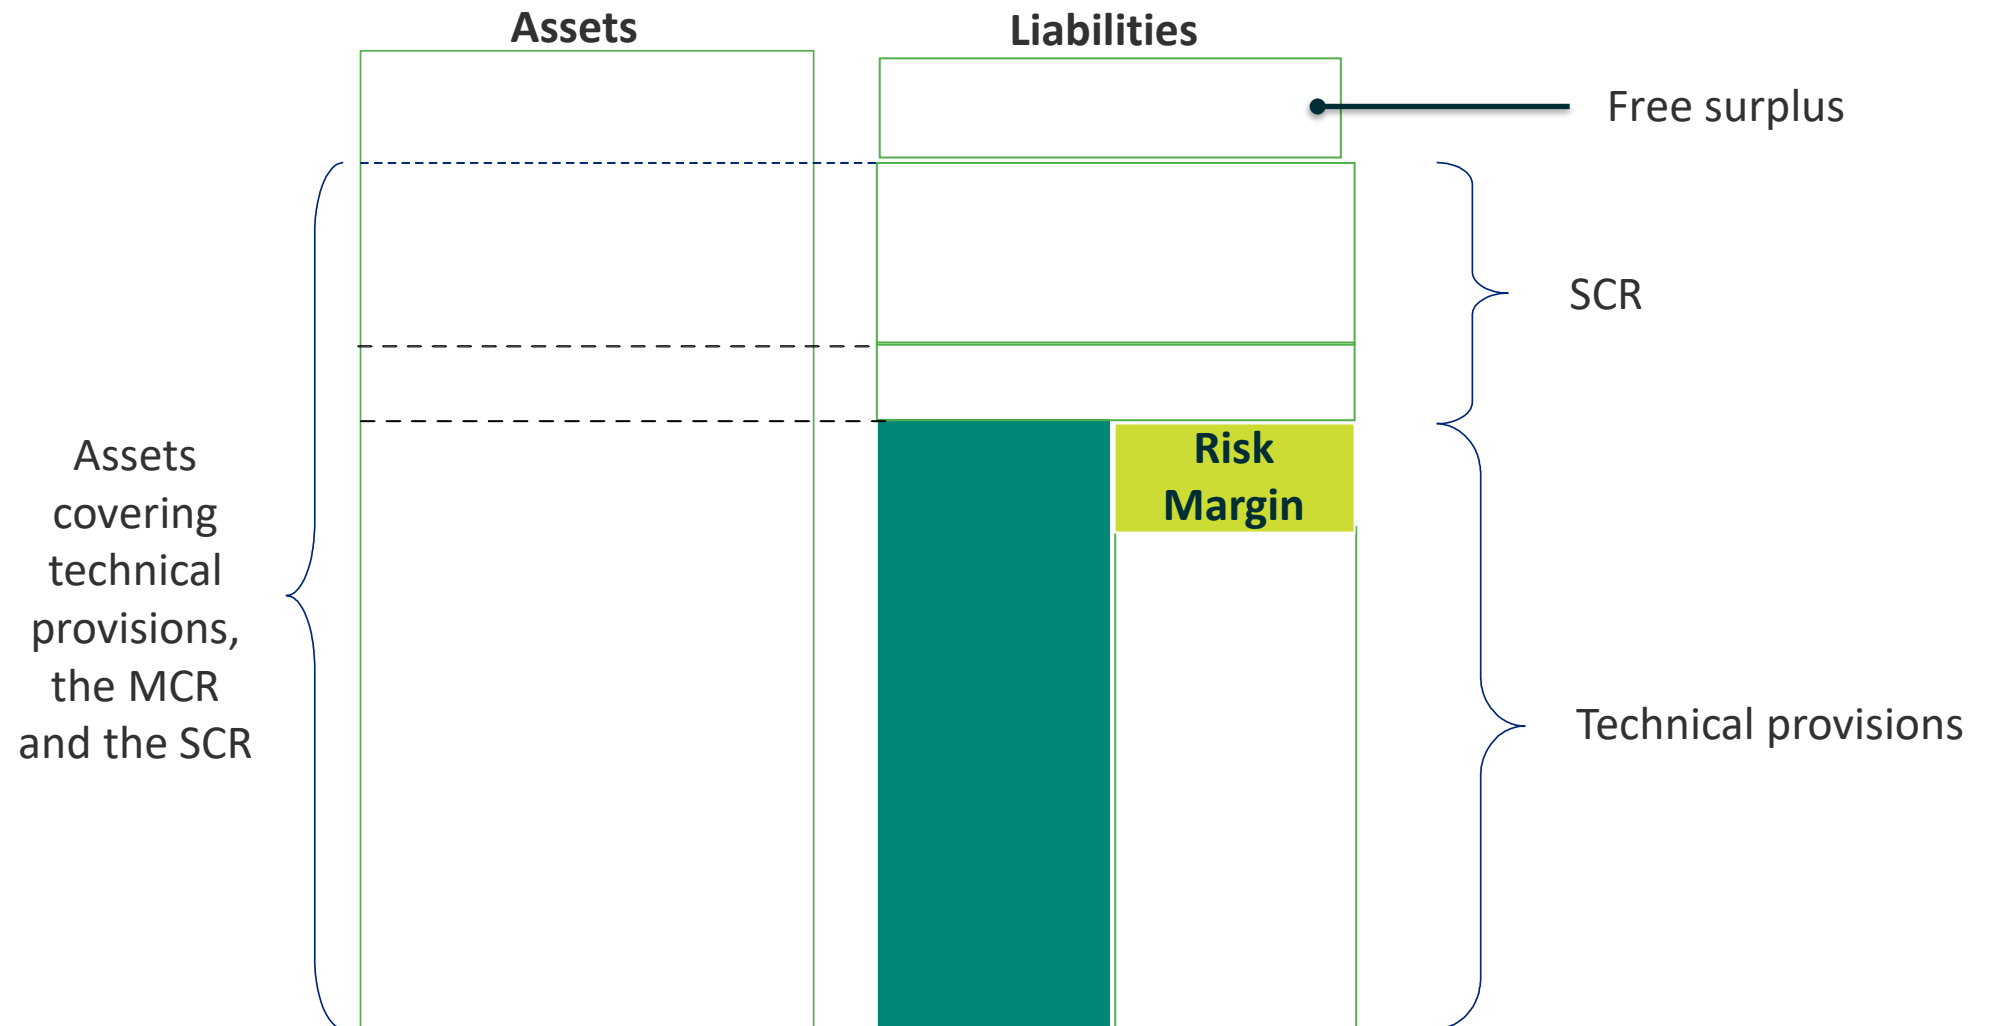 Assets
Liabilities
Free surplus
SCR
Risk
Margin
Assets
covering
technical
provisions,
the MCR
and the SCR
Technical provisions